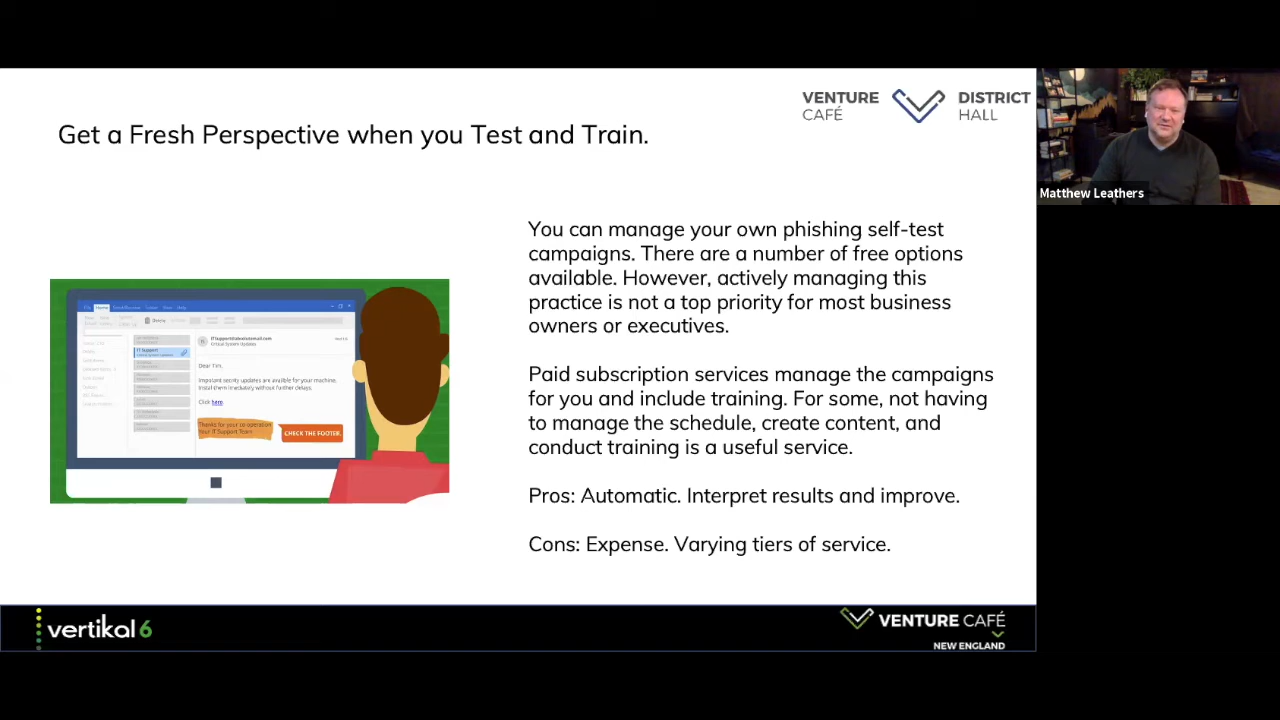 VENTURE
CAFÉ
DISTRICT
HALL
Get a Fresh Perspective when you Test and Train.
Matthew Leathers
You can manage your own phishing self-test
campaigns. There are a number of free options
available. However, actively managing this
practice is not a top priority for most business
owners or executives.
Paid subscription services manage the campaigns
for you and include training. For some, not having
to manage the schedule, create content, and
conduct training is a useful service.
Pros: Automatic. Interpret results and improve.
Cons: Expense. Varying tiers of service.
Dear Tim,
Click here.
CHECK THE FOOTER
vertikal6
VENTURE CAFÉ
NEW ENGLAND